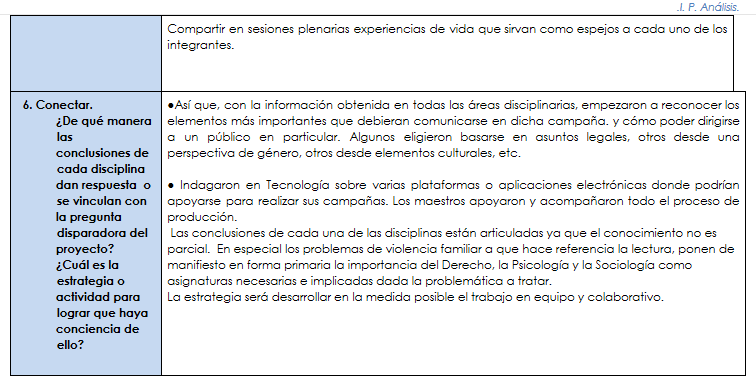 .I. P. Análisis.
Compartir en sesiones plenarias experiencias de vida que sirvan como espejos a cada uno de los
integrantes.
6. Conectar.
¿De qué manera
las
conclusiones de
cada disciplina
dan respuesta  o
se vinculan con
la pregunta
disparadora del
proyecto?
¿Cuál es la
estrategia o
actividad para
lograr que haya
conciencia de
ello?
●Así que, con la información obtenida en todas las áreas disciplinarias, empezaron a reconocer los
elementos más importantes que debieran comunicarse en dicha campaña. y cómo poder dirigirse
a un público en particular. Algunos eligieron basarse en asuntos legales, otros desde una
perspectiva de género, otros desde elementos culturales, etc.
● Indagaron en Tecnología sobre varias plataformas o aplicaciones electrónicas donde podrían
apoyarse para realizar sus campañas. Los maestros apoyaron y acompañaron todo el proceso de
producción.
Las conclusiones de cada una de las disciplinas están articuladas ya que el conocimiento no es
parcial.  En especial los problemas de violencia familiar a que hace referencia la lectura, ponen de
manifiesto en forma primaria la importancia del Derecho, la Psicología y la Sociología como
asignaturas necesarias e implicadas dada la problemática a tratar.
La estrategia será desarrollar en la medida posible el trabajo en equipo y colaborativo.